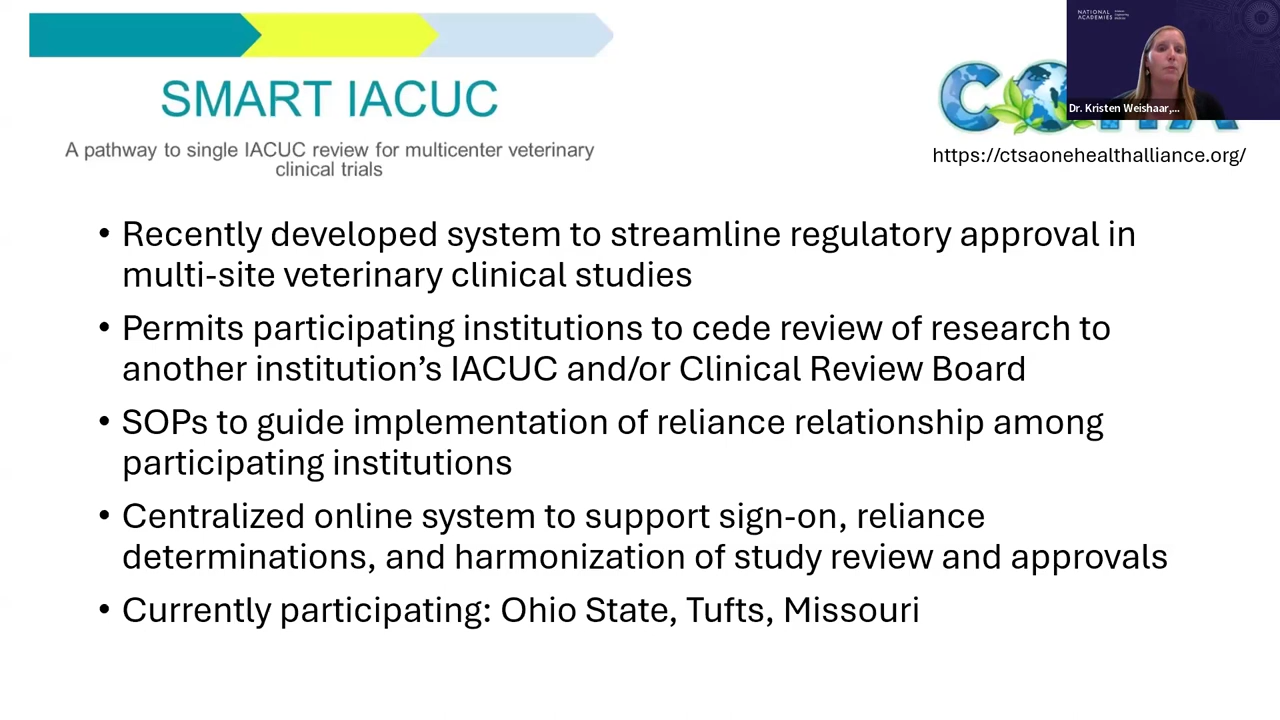 NATIONAL
ACADEMIES
Dr. Kristen Weishaar,...
SMART IACUC
A pathway to single IACUC review for multicenter veterinary
clinical trials
https://ctsaonehealthalliance.org/
• Recently developed system to streamline regulatory approval in
multi-site veterinary clinical studies
• Permits participating institutions to cede review of research to
another institution’s IACUC and/or Clinical Review Board
• SOPs to guide implementation of reliance relationship among
participating institutions
• Centralized online system to support sign-on, reliance
determinations, and harmonization of study review and approvals
• Currently participating: Ohio State, Tufts, Missouri